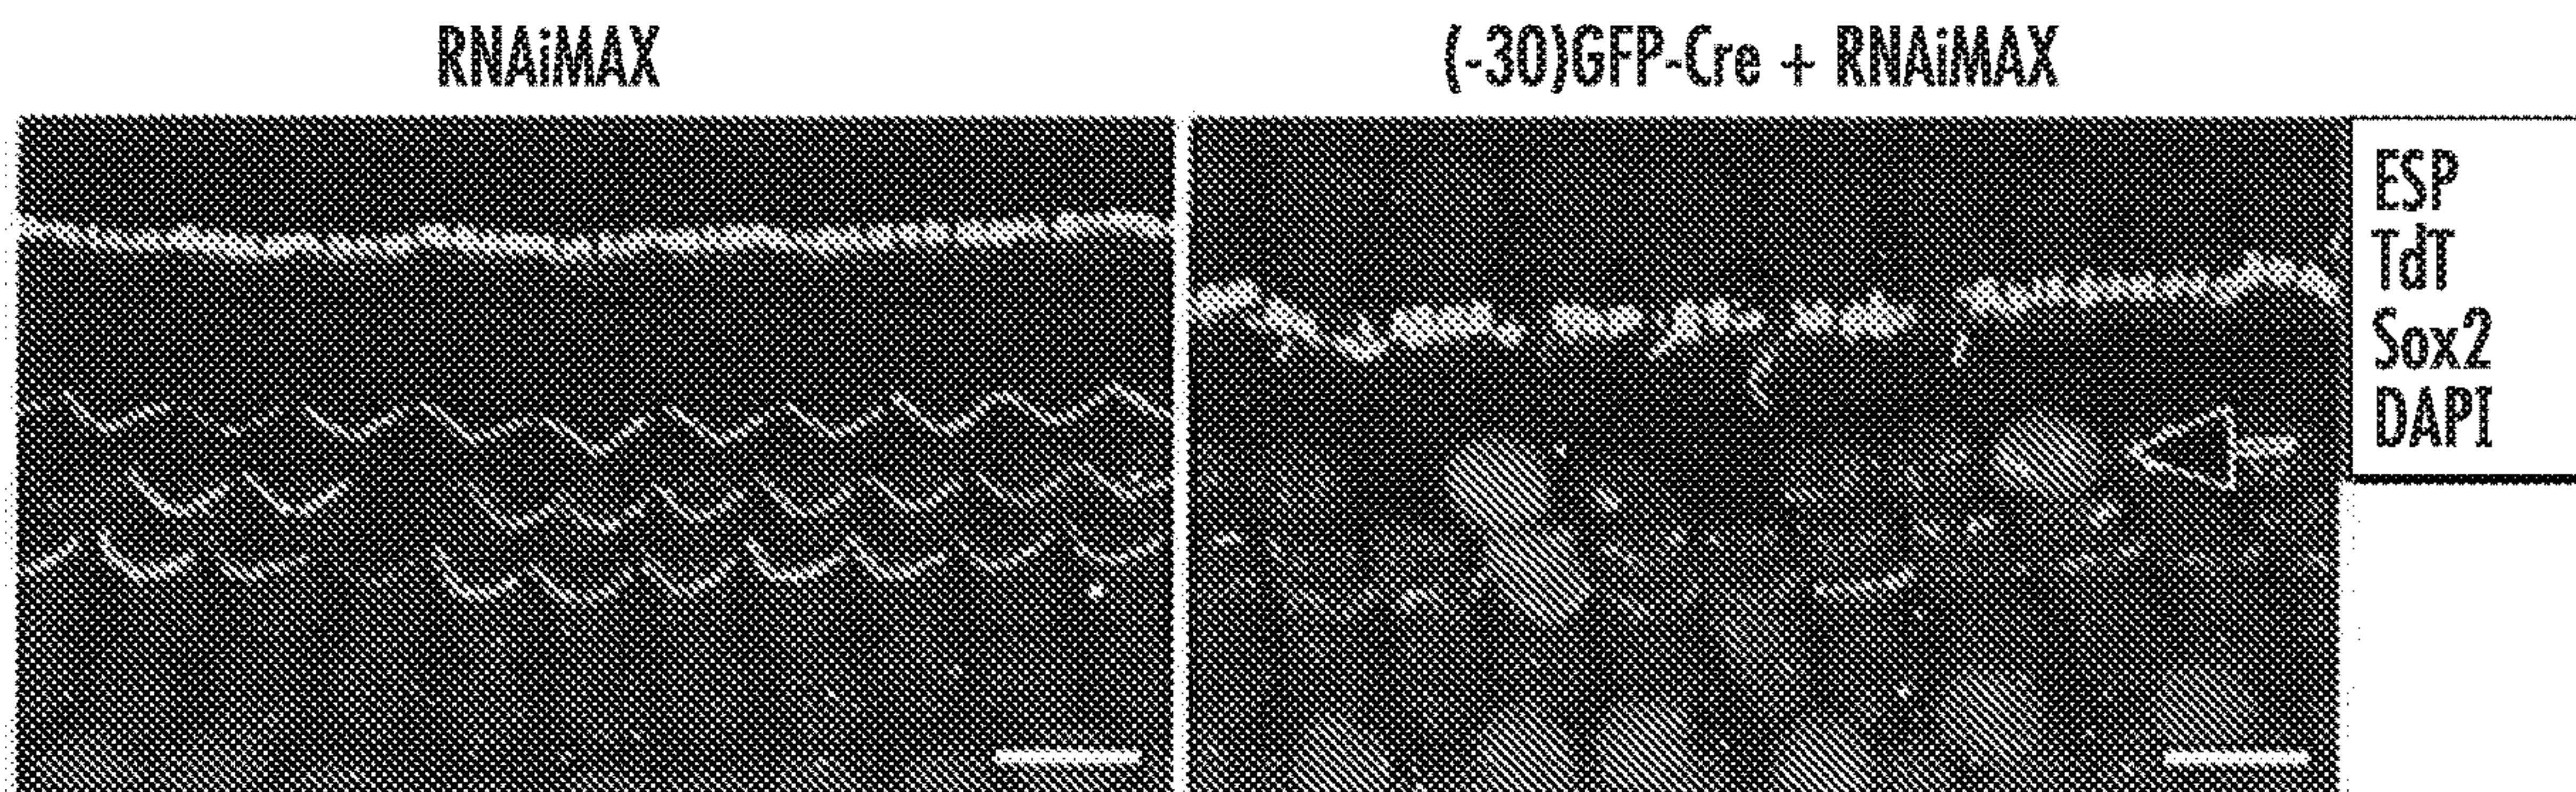 RNAiMAX
(-30)GFP-Cre + RNAiMAX
ESP
TdT
Sox2
DAPI